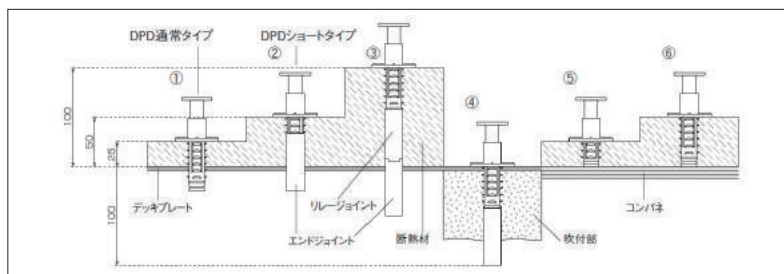 DPD通常タイプ
DPDショートタイプ
①
②
③
④
⑤
⑥
100
50
25
100
デッキプレート
エンドジョイント
リレージョイント
断熱材
吹付部
コンパネ